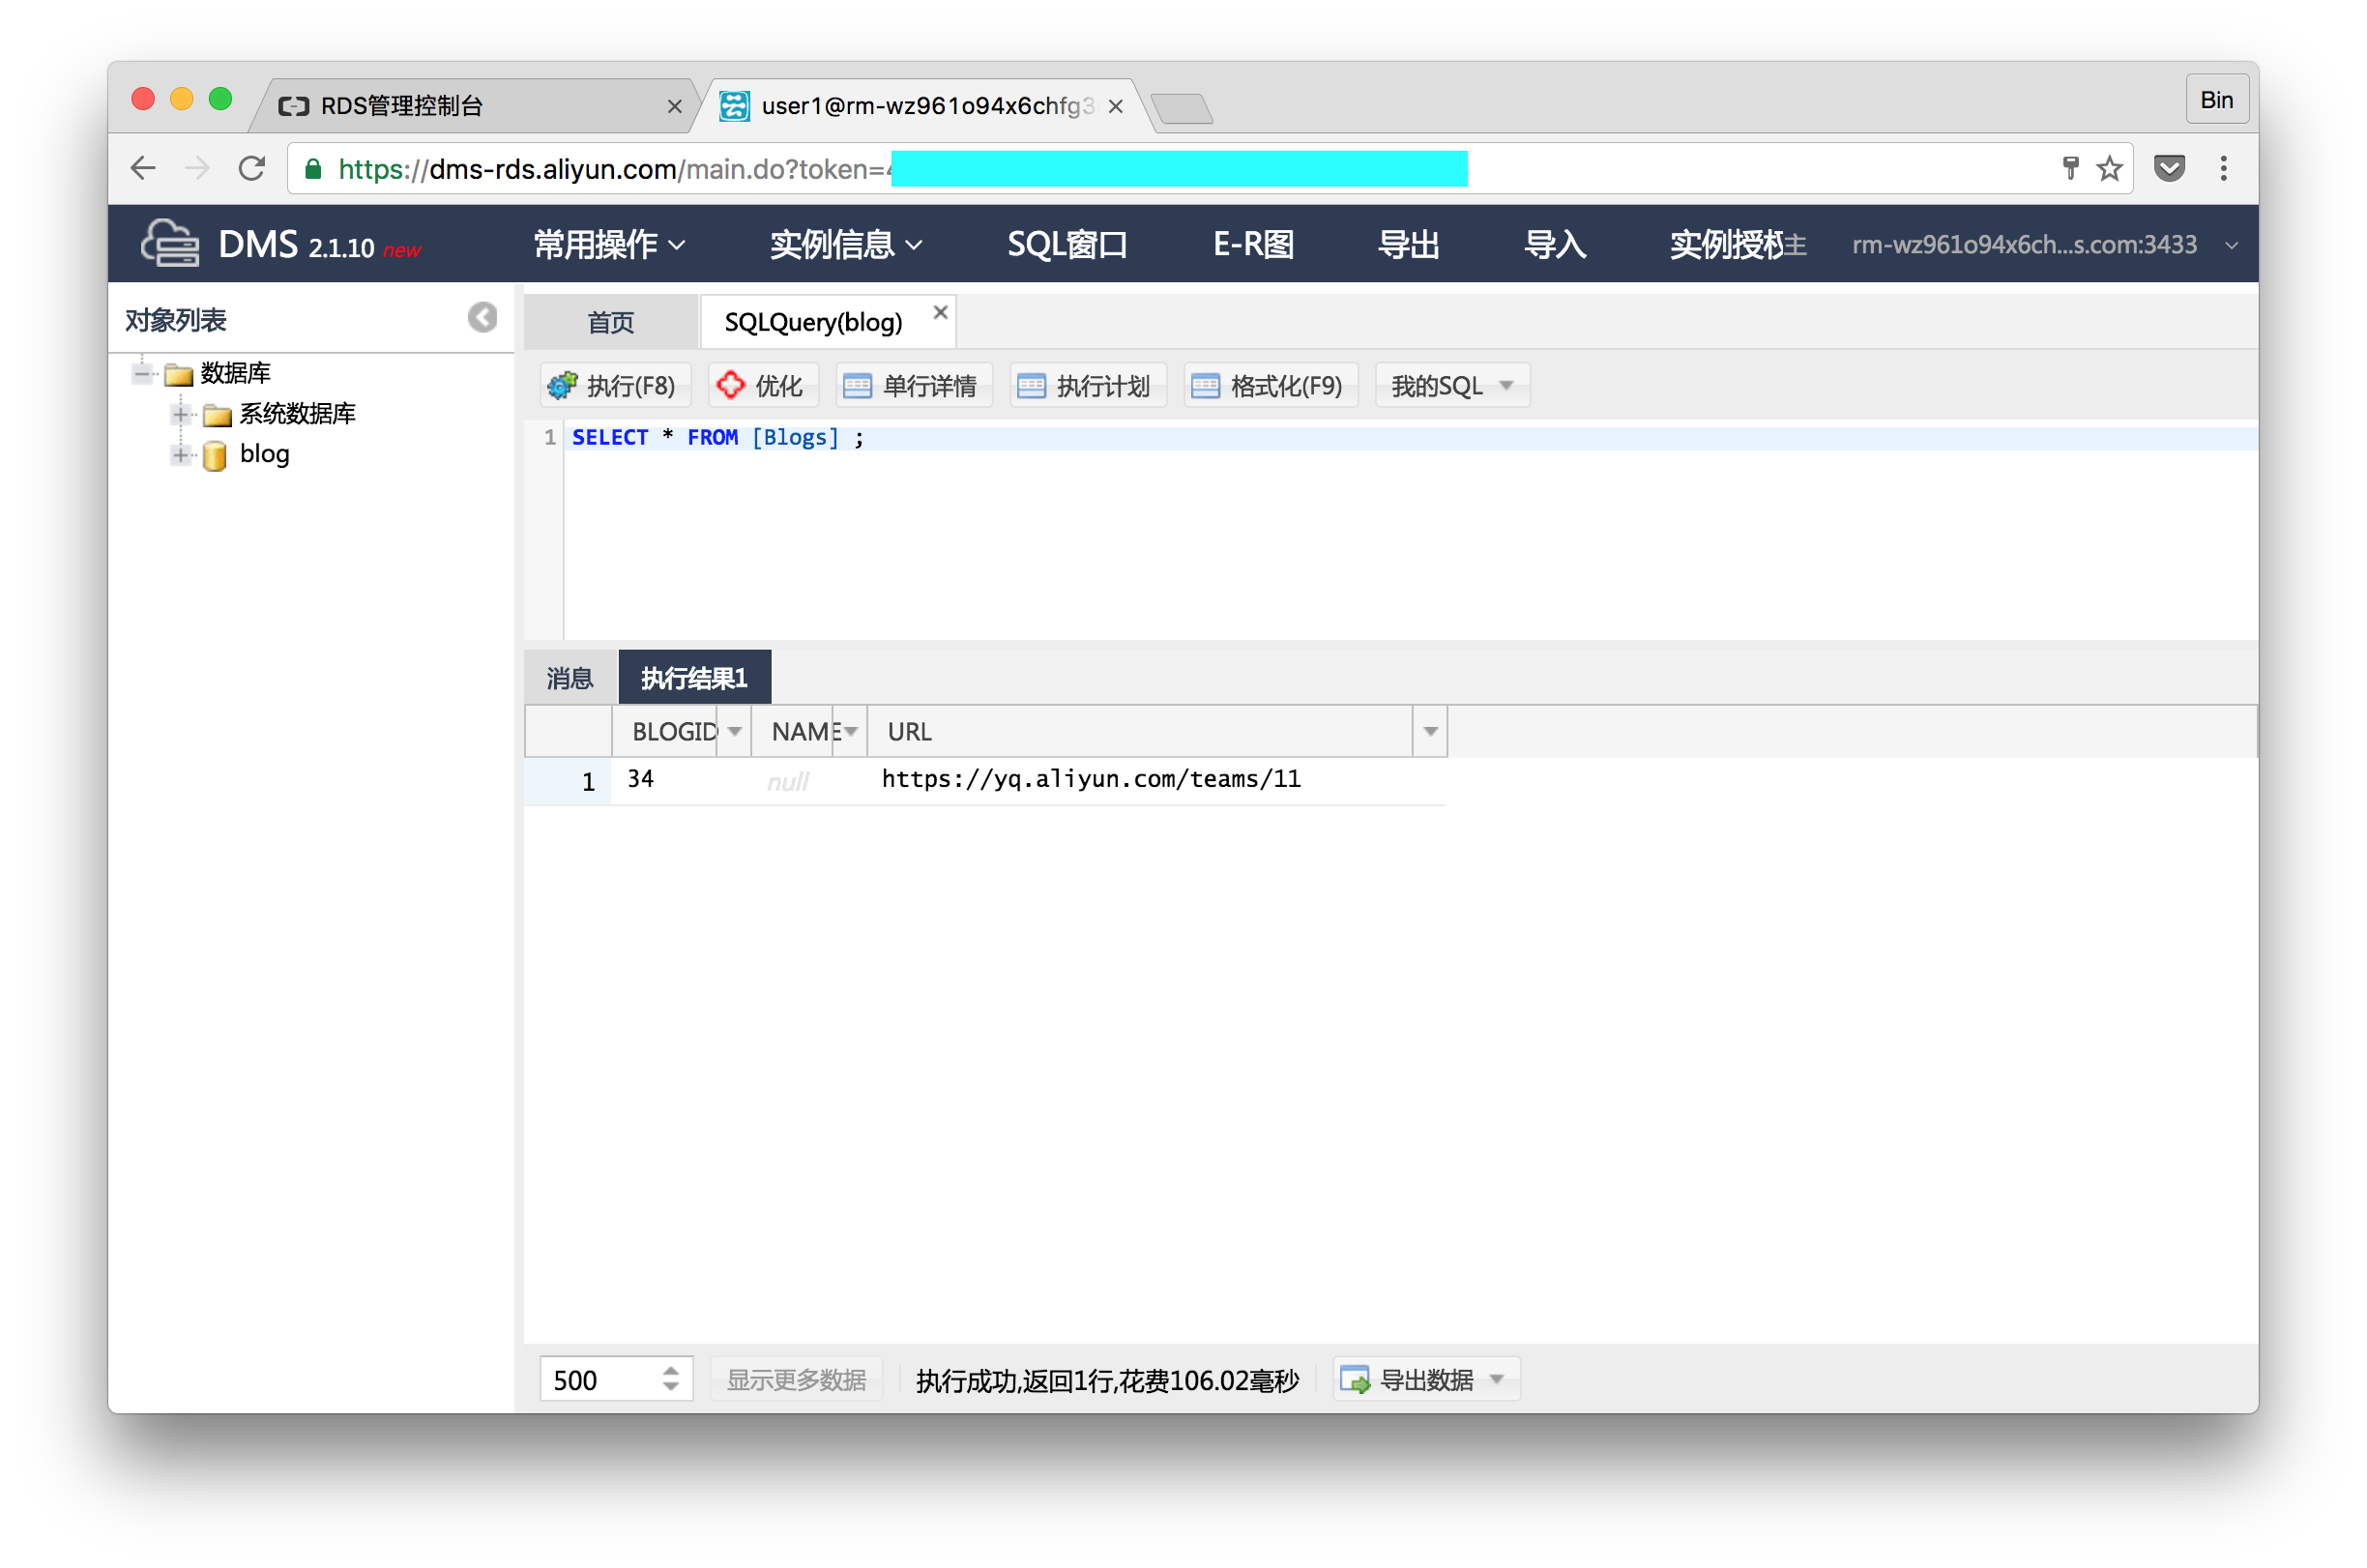 RDS管理控制台
user1@rm-wz961o94x6chfg3
Bin
https://dms-rds.aliyun.com/main.do?token=
DMS 2.1.10 new 常用操作 实例信息 SQL窗口 E-R图 导出 导入 实例授权 主 rm-wz961o94x6ch...s.com:3433
对象列表
数据库
系统数据库
blog
首页 SQLQuery(blog)
执行(F8) 优化 单行详情 执行计划 格式化(F9) 我的SQL
1 SELECT * FROM [Blogs] ;
消息 执行结果1
BLOGID NAME URL
1 34 null https://yq.aliyun.com/teams/11
500 显示更多数据 执行成功,返回1行,花费106.02毫秒 导出数据